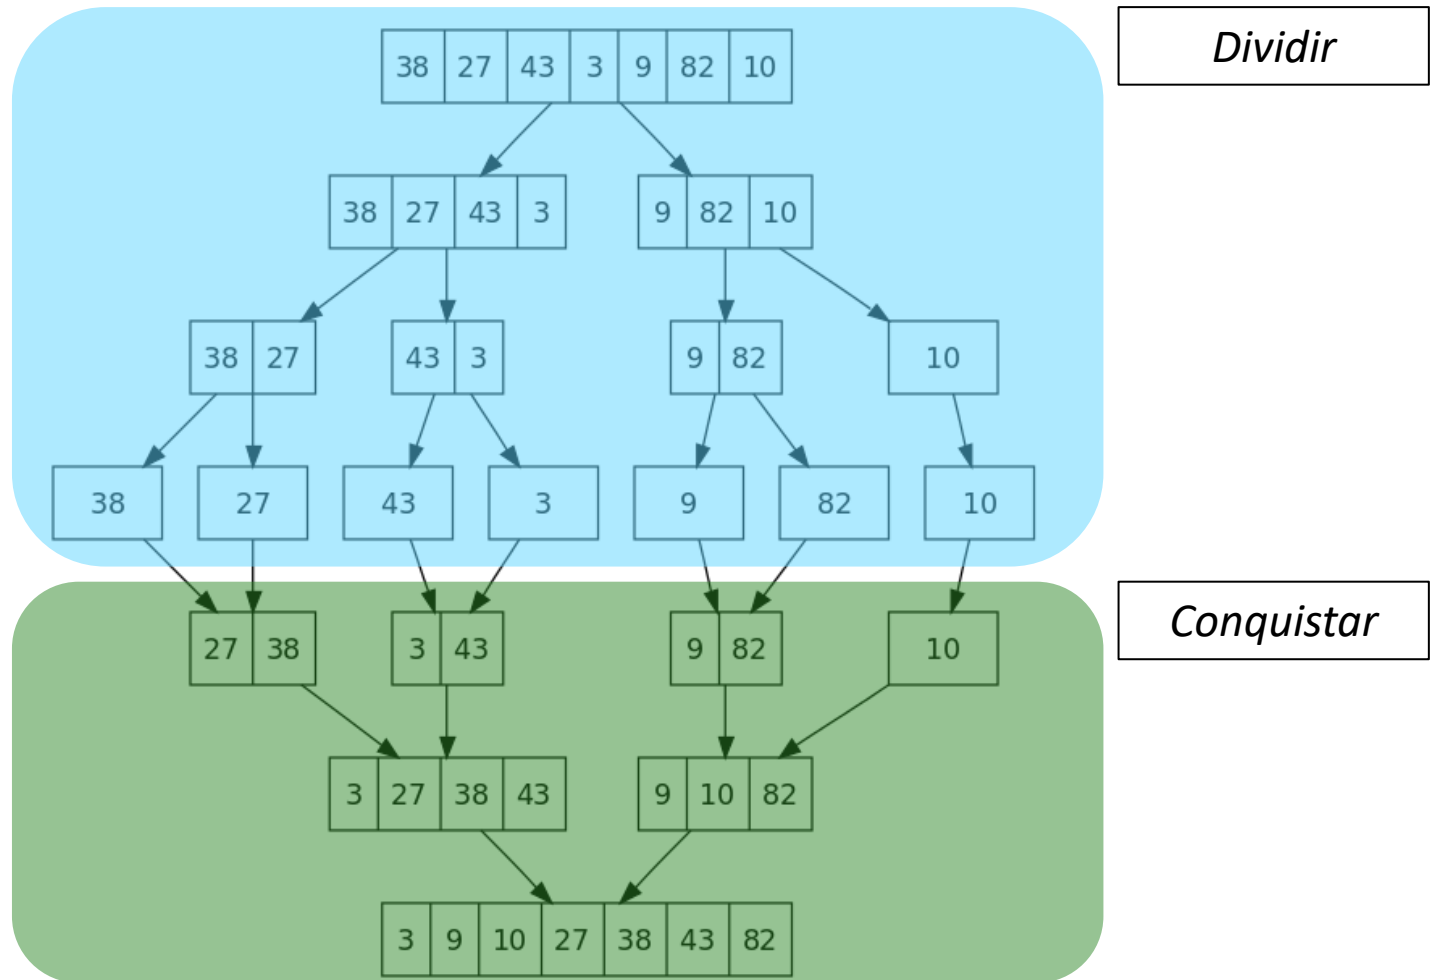 38 27 43 3 9 82 10
Dividir
38 27 43 3 9 82 10
38 27 43 3 9 82 10
38 27 43 3 9 82 10
27 38 3 43 9 82 10
Conquistar
3 27 38 43 9 10 82
3 9 10 27 38 43 82